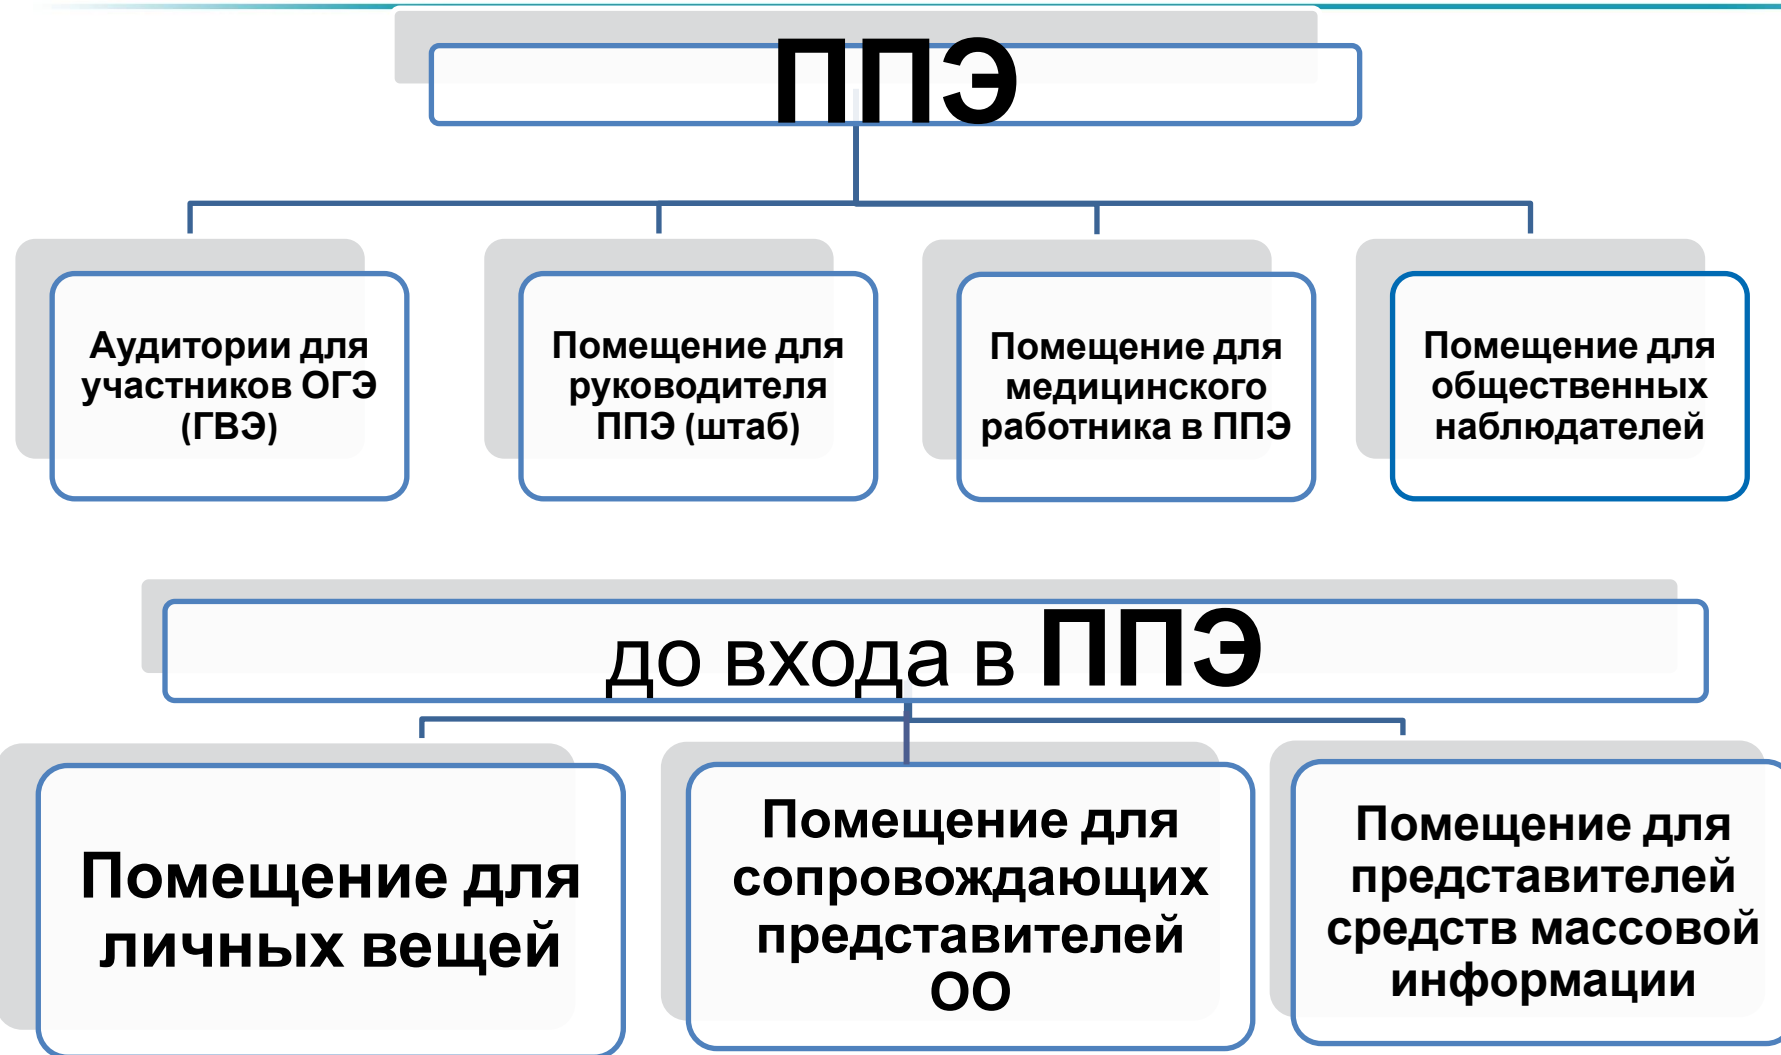 ППЭ
Аудитории для
участников ОГЭ
(ГВЭ)
Помещение для
руководителя
ППЭ (штаб)
Помещение для
медицинского
работника в ППЭ
Помещение для
общественных
наблюдателей
до входа в ППЭ
Помещение для
личных вещей
Помещение для
сопровождающих
представителей
ОО
Помещение для
представителей
средств массовой
информации